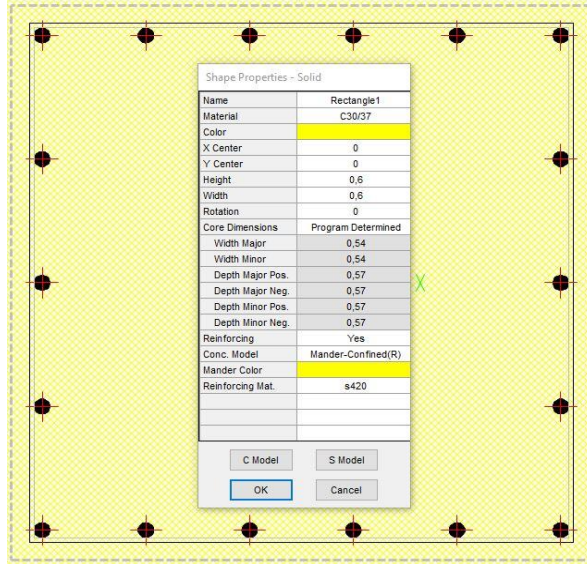 Shape Properties - Solid
Name Rectangle1
Material C30/37
Color
X Center 0
Y Center 0
Height 0,6
Width 0,6
Rotation 0
Core Dimensions Program Determined
Width Major 0,54
Width Minor 0,54
Depth Major Pos. 0,57
Depth Major Neg. 0,57
Depth Minor Pos. 0,57
Depth Minor Neg. 0,57
Reinforcing Yes
Conc. Model Mander-Confined(R)
Mander Color
Reinforcing Mat. s420
C Model S Model
OK Cancel
X